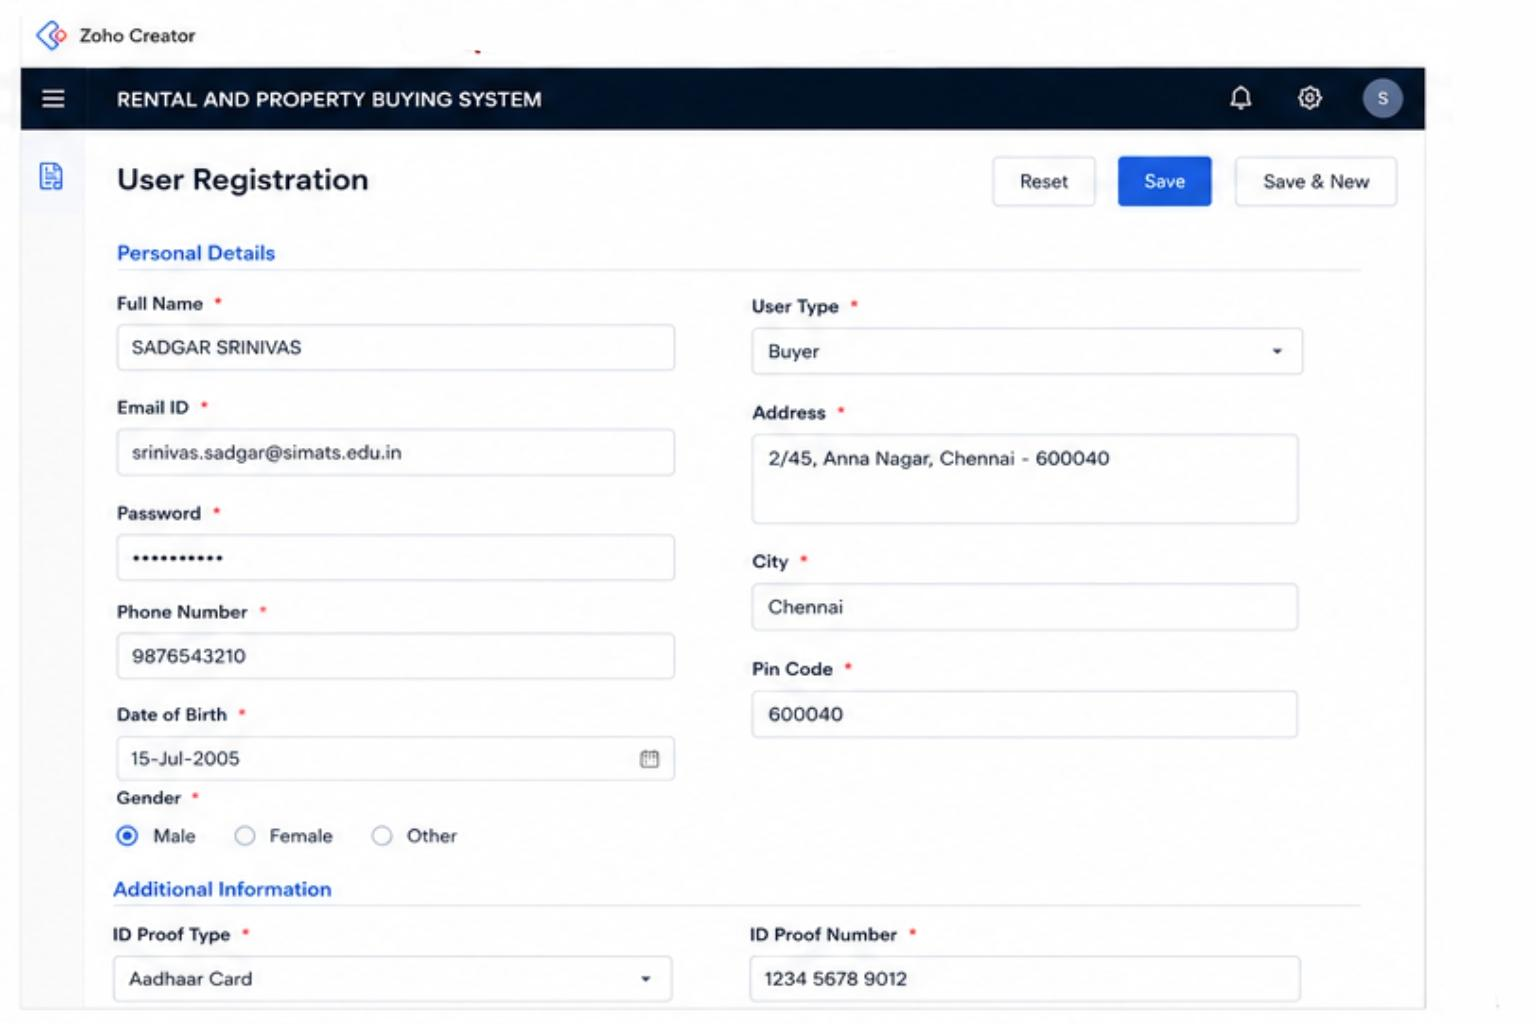 Zoho Creator
RENTAL AND PROPERTY BUYING SYSTEM
S
User Registration
Reset
Save
Save & New
Personal Details
Full Name *
SADGAR SRINIVAS
Email ID *
srinivas.sadgar@simats.edu.in
Password *
••••••••••
Phone Number *
9876543210
Date of Birth *
15-Jul-2005
Gender *
Male Female Other
User Type *
Buyer
Address *
2/45, Anna Nagar, Chennai - 600040
City *
Chennai
Pin Code *
600040
Additional Information
ID Proof Type *
Aadhaar Card
ID Proof Number *
1234 5678 9012